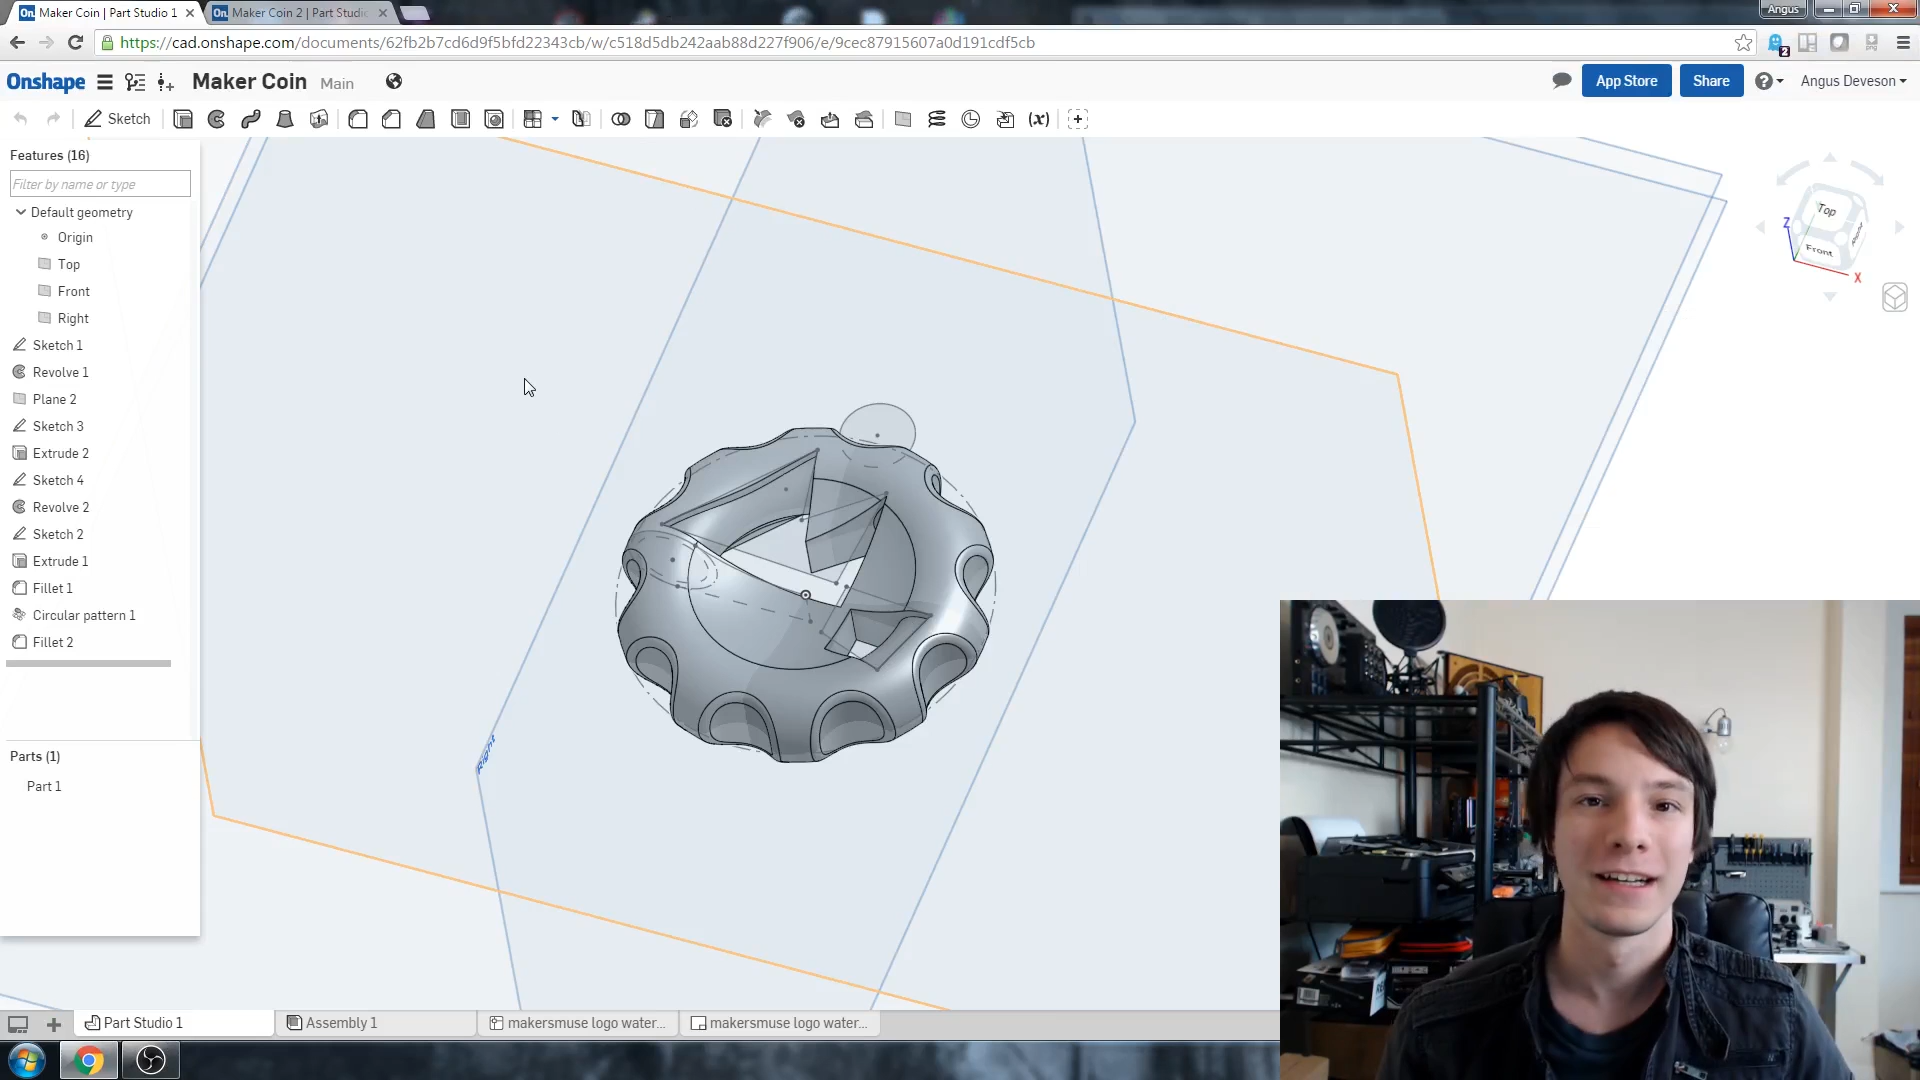 Maker Coin | Part Studio 1
Maker Coin 2 | Part Studio
Angus
https://cad.onshape.com/documents/62fb2b7cd6d9f5bfd22343cb/w/c518d5db242aab88d227f906/e/9cec87915607a0d191cdf5cb
2
Onshape
Maker Coin
Main
App Store
Share
Angus Deveson
Sketch
(x)
Features (16)
Filter by name or type
Default geometry
Origin
Top
Front
Right
Sketch 1
Revolve 1
Plane 2
Sketch 3
Extrude 2
Sketch 4
Revolve 2
Sketch 2
Extrude 1
Fillet 1
Circular pattern 1
Fillet 2
Parts (1)
Part 1
Right
Top
Z
Front
X
Part Studio 1
Assembly 1
makersmuse logo water...
makersmuse logo water...